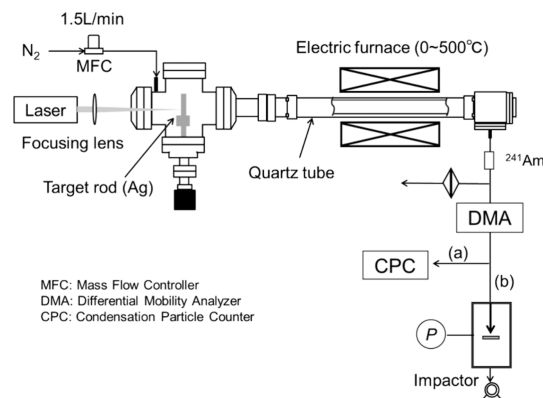 1.5L/min
N₂
MFC
Electric furnace (0~500℃)
Laser
Focusing lens
Target rod (Ag)
Quartz tube
²⁴¹Am
DMA
(a)
CPC
(b)
MFC: Mass Flow Controller
DMA: Differential Mobility Analyzer
CPC: Condensation Particle Counter
P
Impactor